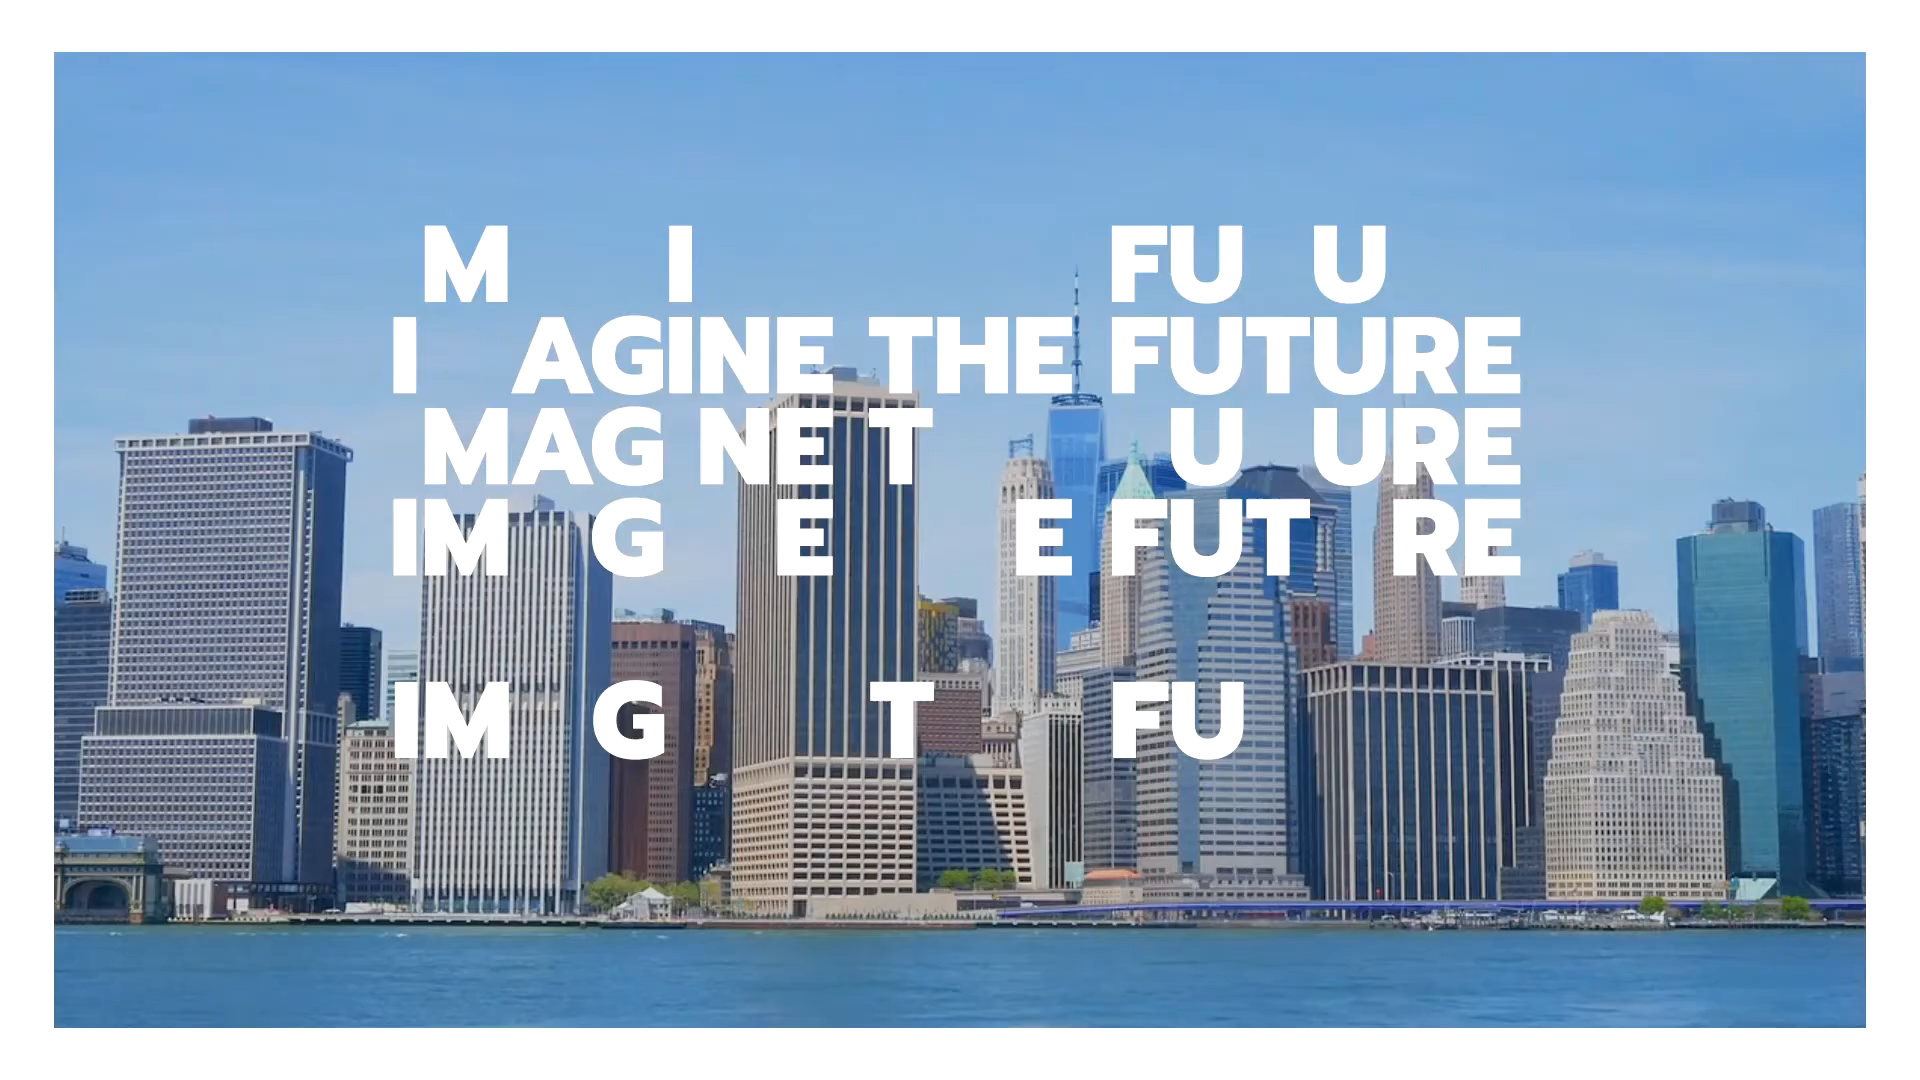 M I FU U
I AGINE THE FUTURE
MAG NE T U URE
IM G E E FUT RE
IM G T FU